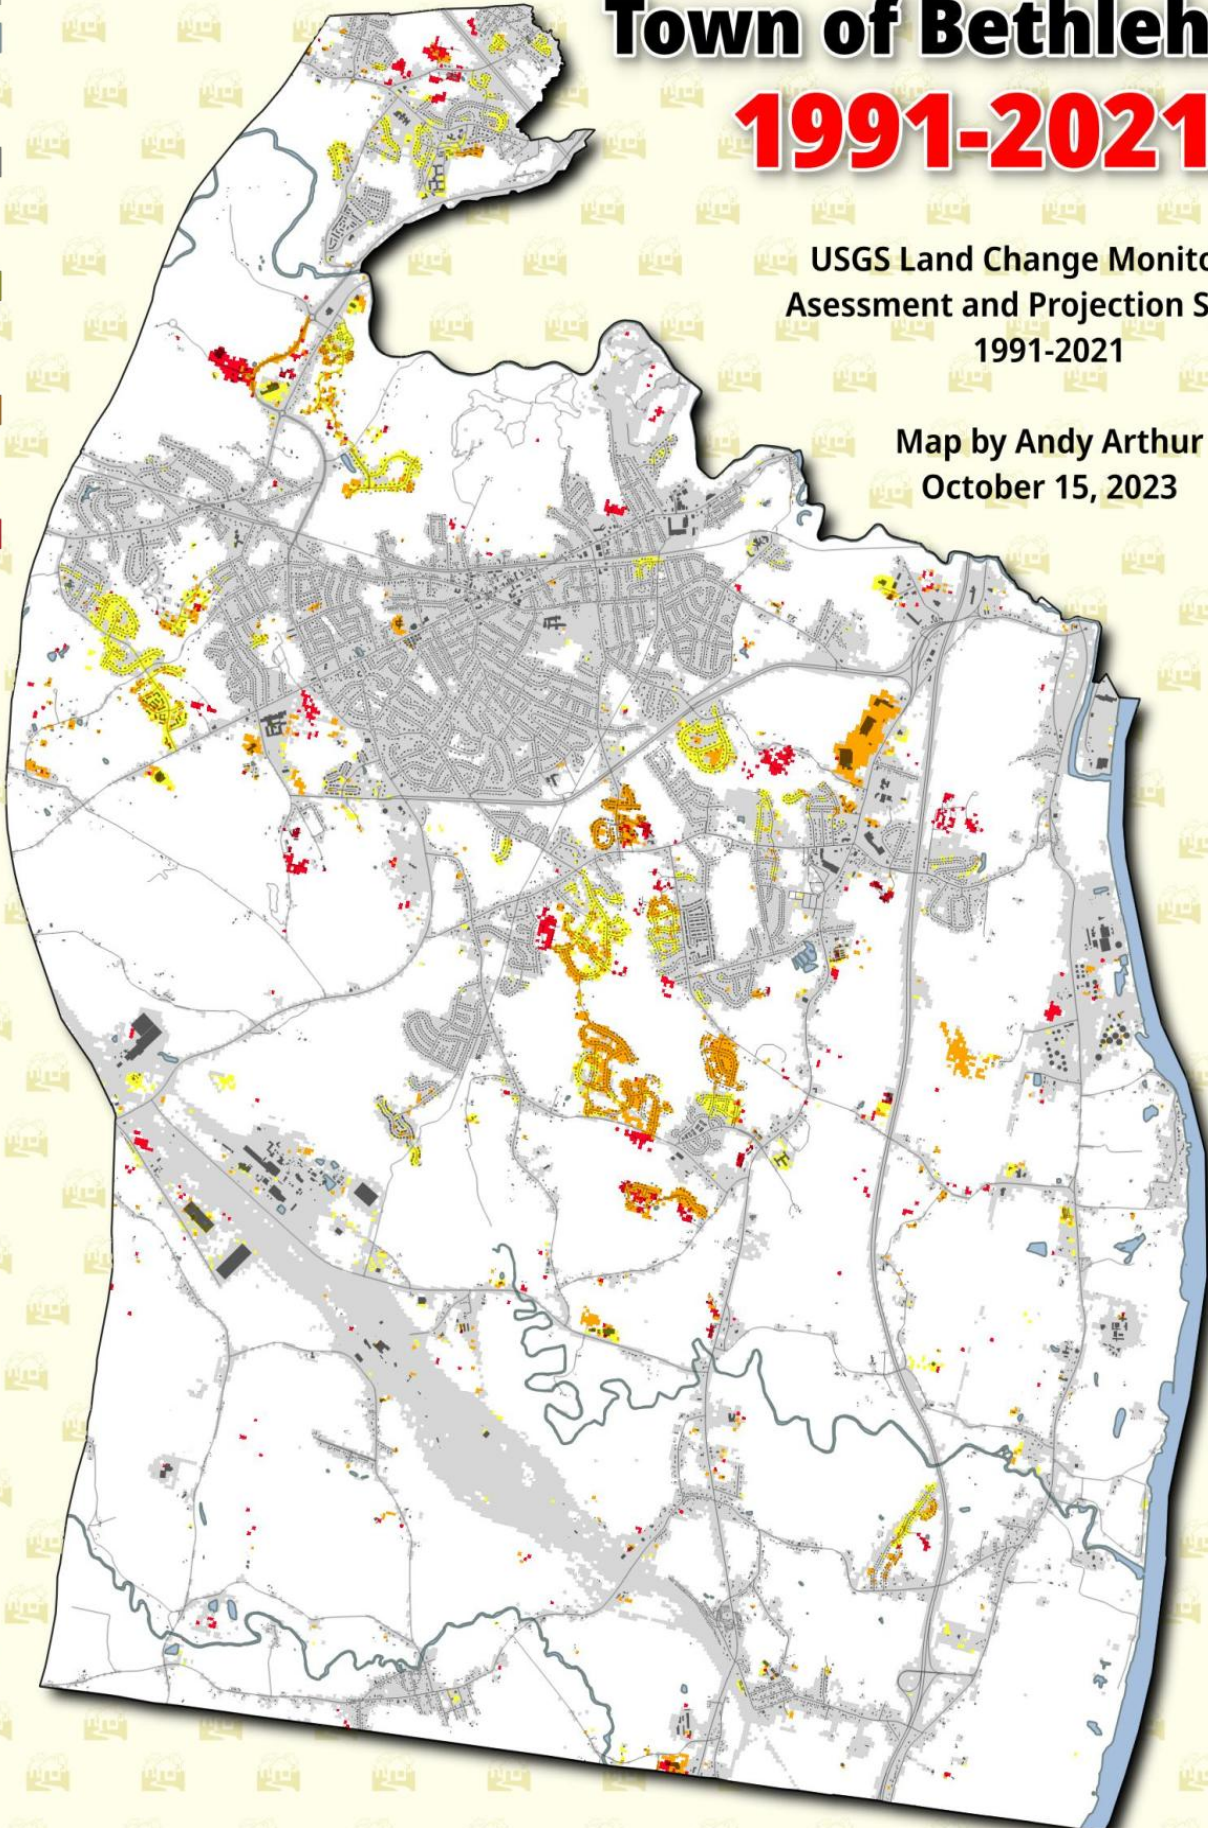 Town of Bethleh
1991-2021
USGS Land Change Monito
Asessment and Projection S
1991-2021
Map by Andy Arthur
October 15, 2023